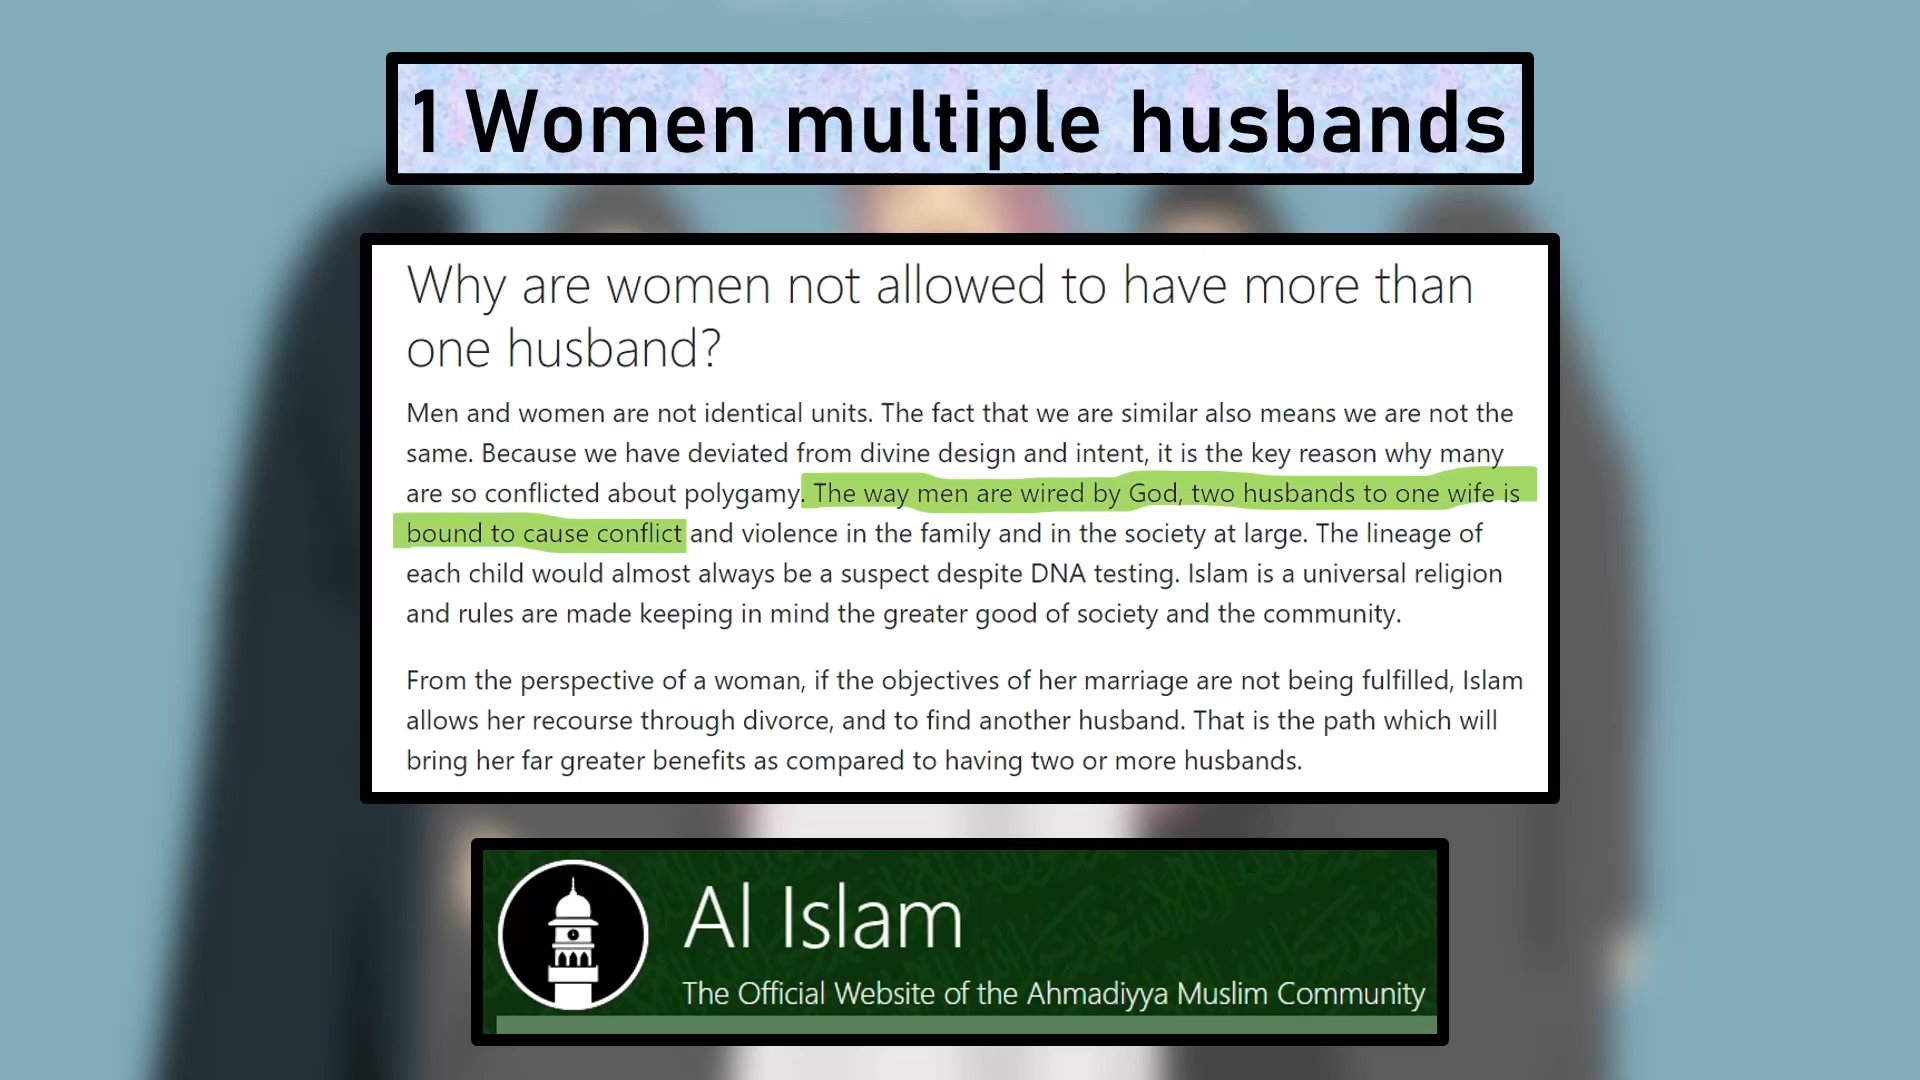 1 Women multiple husbands
Why are women not allowed to have more than
one husband?
Men and women are not identical units. The fact that we are similar also means we are not the
same. Because we have deviated from divine design and intent, it is the key reason why many
are so conflicted about polygamy. The way men are wired by God, two husbands to one wife is
bound to cause conflict and violence in the family and in the society at large. The lineage of
each child would almost always be a suspect despite DNA testing. Islam is a universal religion
and rules are made keeping in mind the greater good of society and the community.
From the perspective of a woman, if the objectives of her marriage are not being fulfilled, Islam
allows her recourse through divorce, and to find another husband. That is the path which will
bring her far greater benefits as compared to having two or more husbands.
Al Islam
The Official Website of the Ahmadiyya Muslim Community